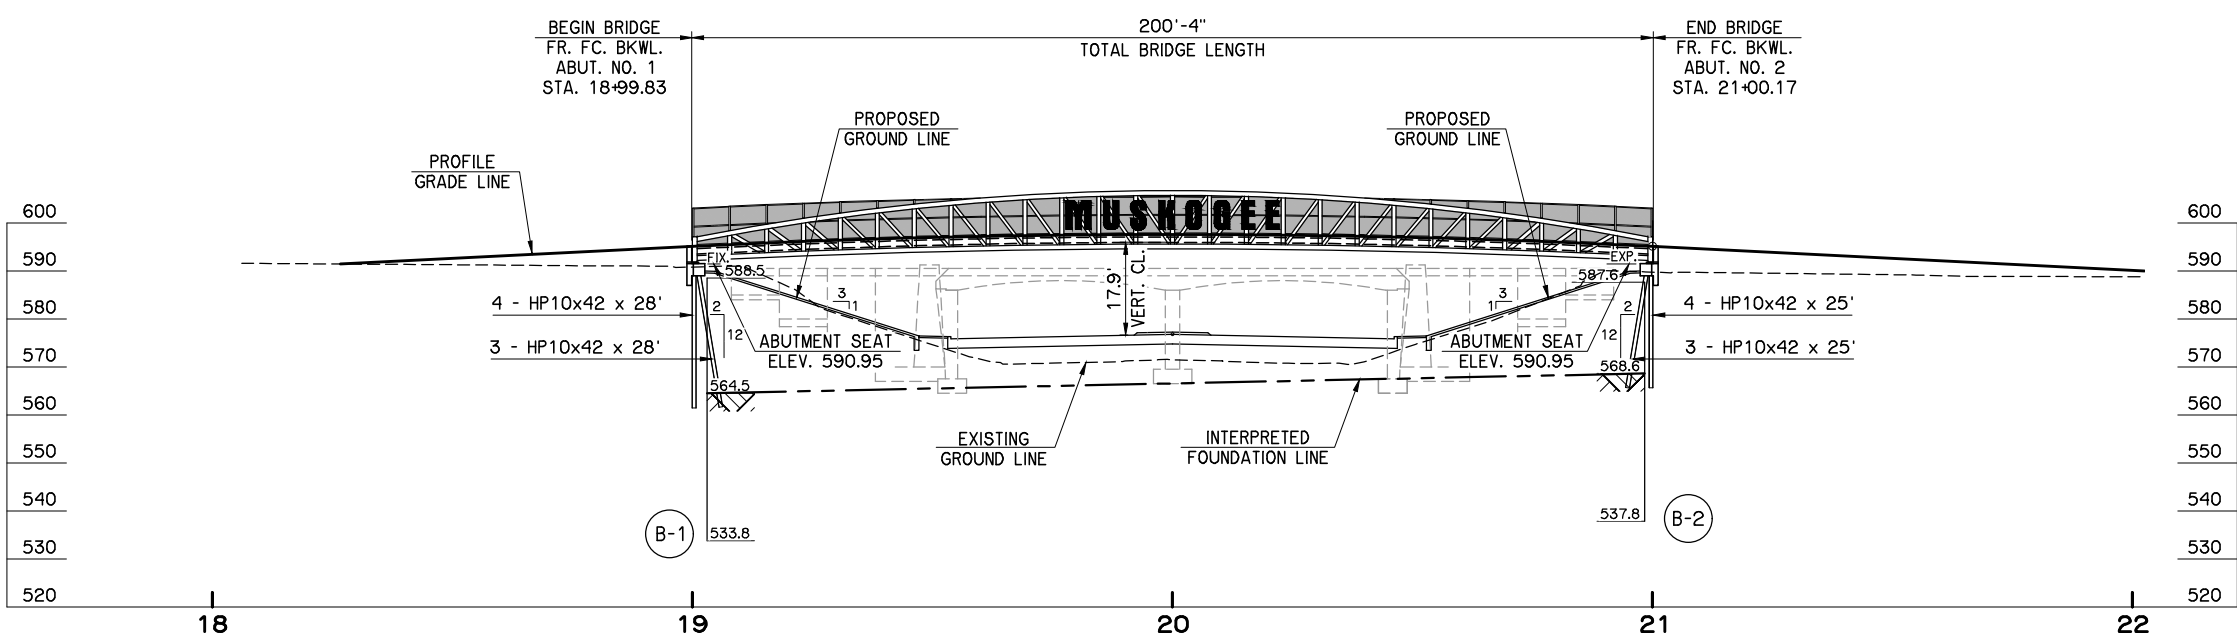 BEGIN BRIDGE
FR. FC. BKWL.
ABUT. NO. 1
STA. 18+99.83
200'-4"
TOTAL BRIDGE LENGTH
END BRIDGE
FR. FC. BKWL.
ABUT. NO. 2
STA. 21+00.17
PROPOSED
GROUND LINE
PROPOSED
GROUND LINE
PROFILE
GRADE LINE
MUSKOGEE
600
590
580
570
560
550
540
530
520
600
590
580
570
560
550
540
530
520
FIX.
588.5
EXP.
587.6
17.9'
VERT. CL.
3
1
3
1
2
12
2
12
4 - HP10x42 x 28'
3 - HP10x42 x 28'
4 - HP10x42 x 25'
3 - HP10x42 x 25'
ABUTMENT SEAT
ELEV. 590.95
ABUTMENT SEAT
ELEV. 590.95
564.5
568.6
EXISTING
GROUND LINE
INTERPRETED
FOUNDATION LINE
B-1
533.8
537.8
B-2
18
19
20
21
22